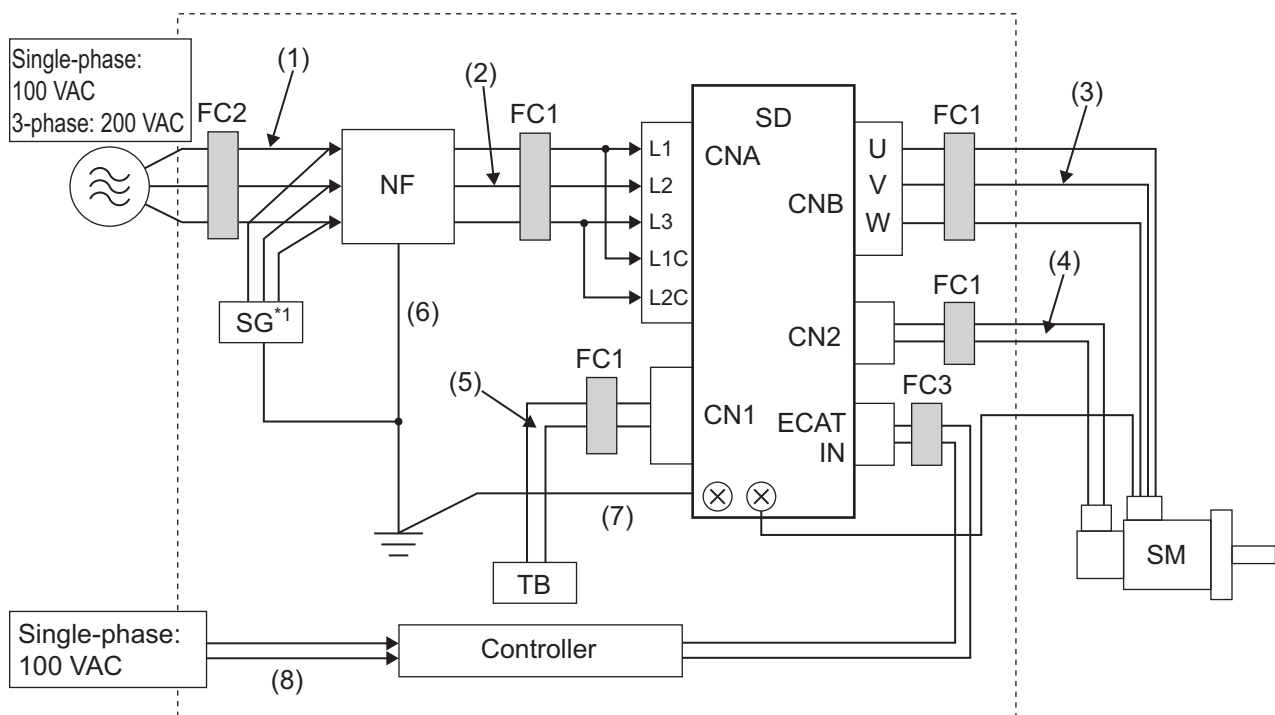 Single-phase:
100 VAC
3-phase: 200 VAC
(1)
FC2
NF
(2)
FC1
SG*1
(6)
L1
L2
L3
L1C
L2C
SD
CNA
CNB
U
V
W
FC1
(3)
CN2
FC1
(4)
FC1
(5)
CN1
ECAT
IN
FC3
(7)
TB
SM
Single-phase:
100 VAC
(8)
Controller